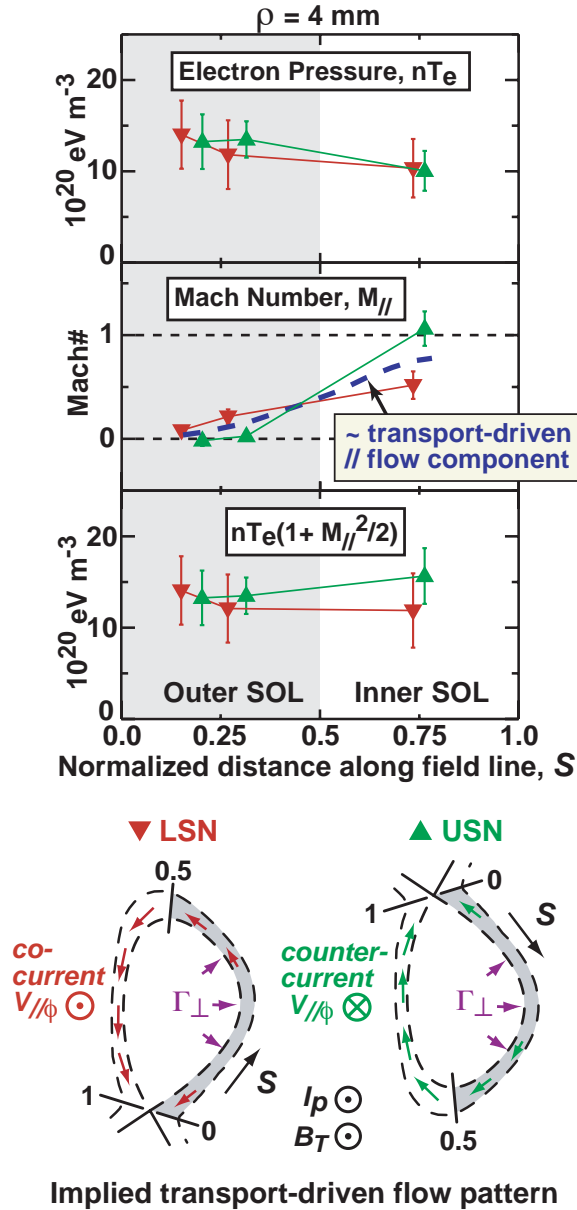 ρ = 4 mm
Electron Pressure, nTe
10^20 eV m^-3
20
10
0
Mach Number, M//
Mach#
1
0
~ transport-driven
// flow component
nTe(1+ M//^2/2)
10^20 eV m^-3
20
10
0
Outer SOL
Inner SOL
0.0 0.25 0.50 0.75 1.0
Normalized distance along field line, S
▼ LSN
▲ USN
0.5
0
1
S
co-
current
V//ϕ ⊙
Γ⊥
S
1
0
counter-
current
V//ϕ ⊗
Γ⊥
0.5
Ip ⊙
BT ⊙
Implied transport-driven flow pattern